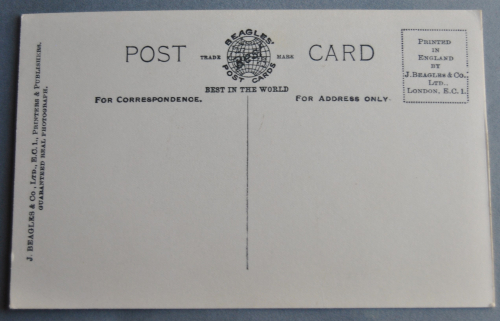 POST CARD
BEAGLES'
TRADE MARK
Best
POST CARDS
BEST IN THE WORLD
PRINTED
IN
ENGLAND
BY
J. BEAGLES & CO.
LTD.,
LONDON, E.C. 1.
FOR CORRESPONDENCE.
FOR ADDRESS ONLY
J. BEAGLES & CO., LTD., E.C. 1., PRINTERS & PUBLISHERS.
GUARANTEED REAL PHOTOGRAPH.